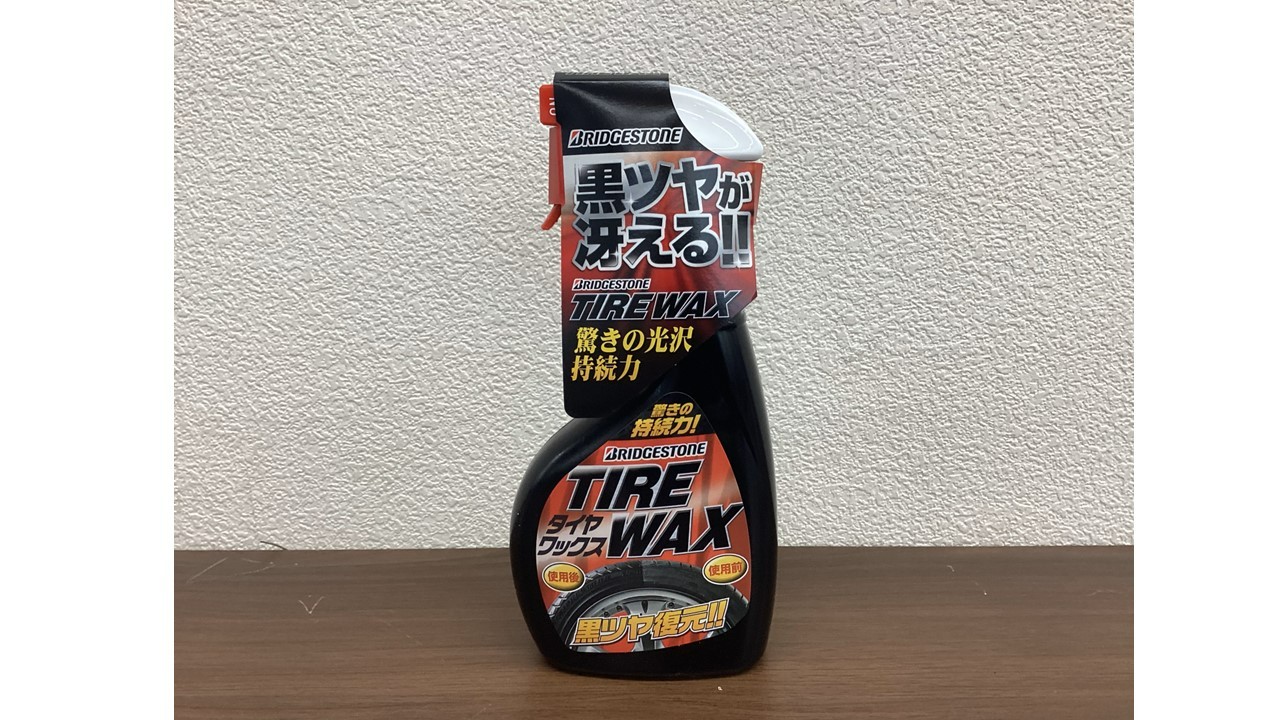 BRIDGESTONE
黒ツヤが
冴える!!
BRIDGESTONE
TIRE WAX
驚きの光沢
持続力
驚きの
持続力!
BRIDGESTONE
TIRE
タイヤ
ワックス
WAX
使用後
使用前
黒ツヤ復元!!